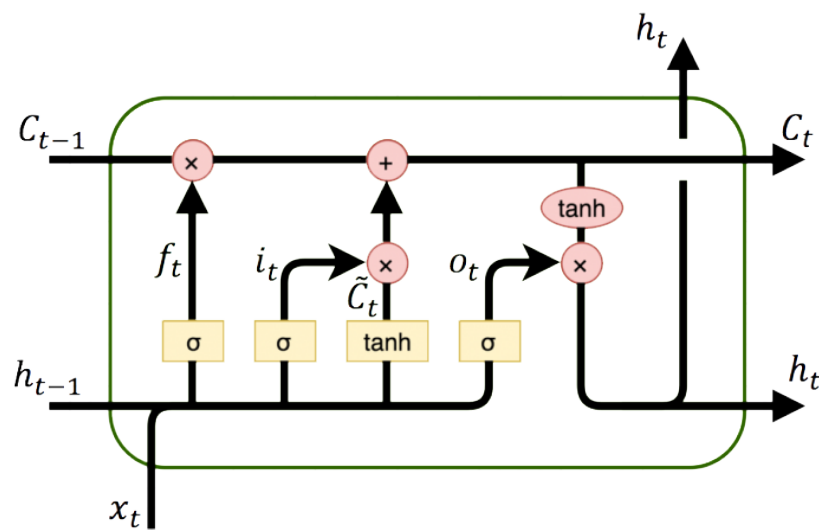 h_t
C_{t-1} × + C_t
tanh
f_t i_t × o_t ×
C̃_t
σ σ tanh σ
h_{t-1} h_t
x_t